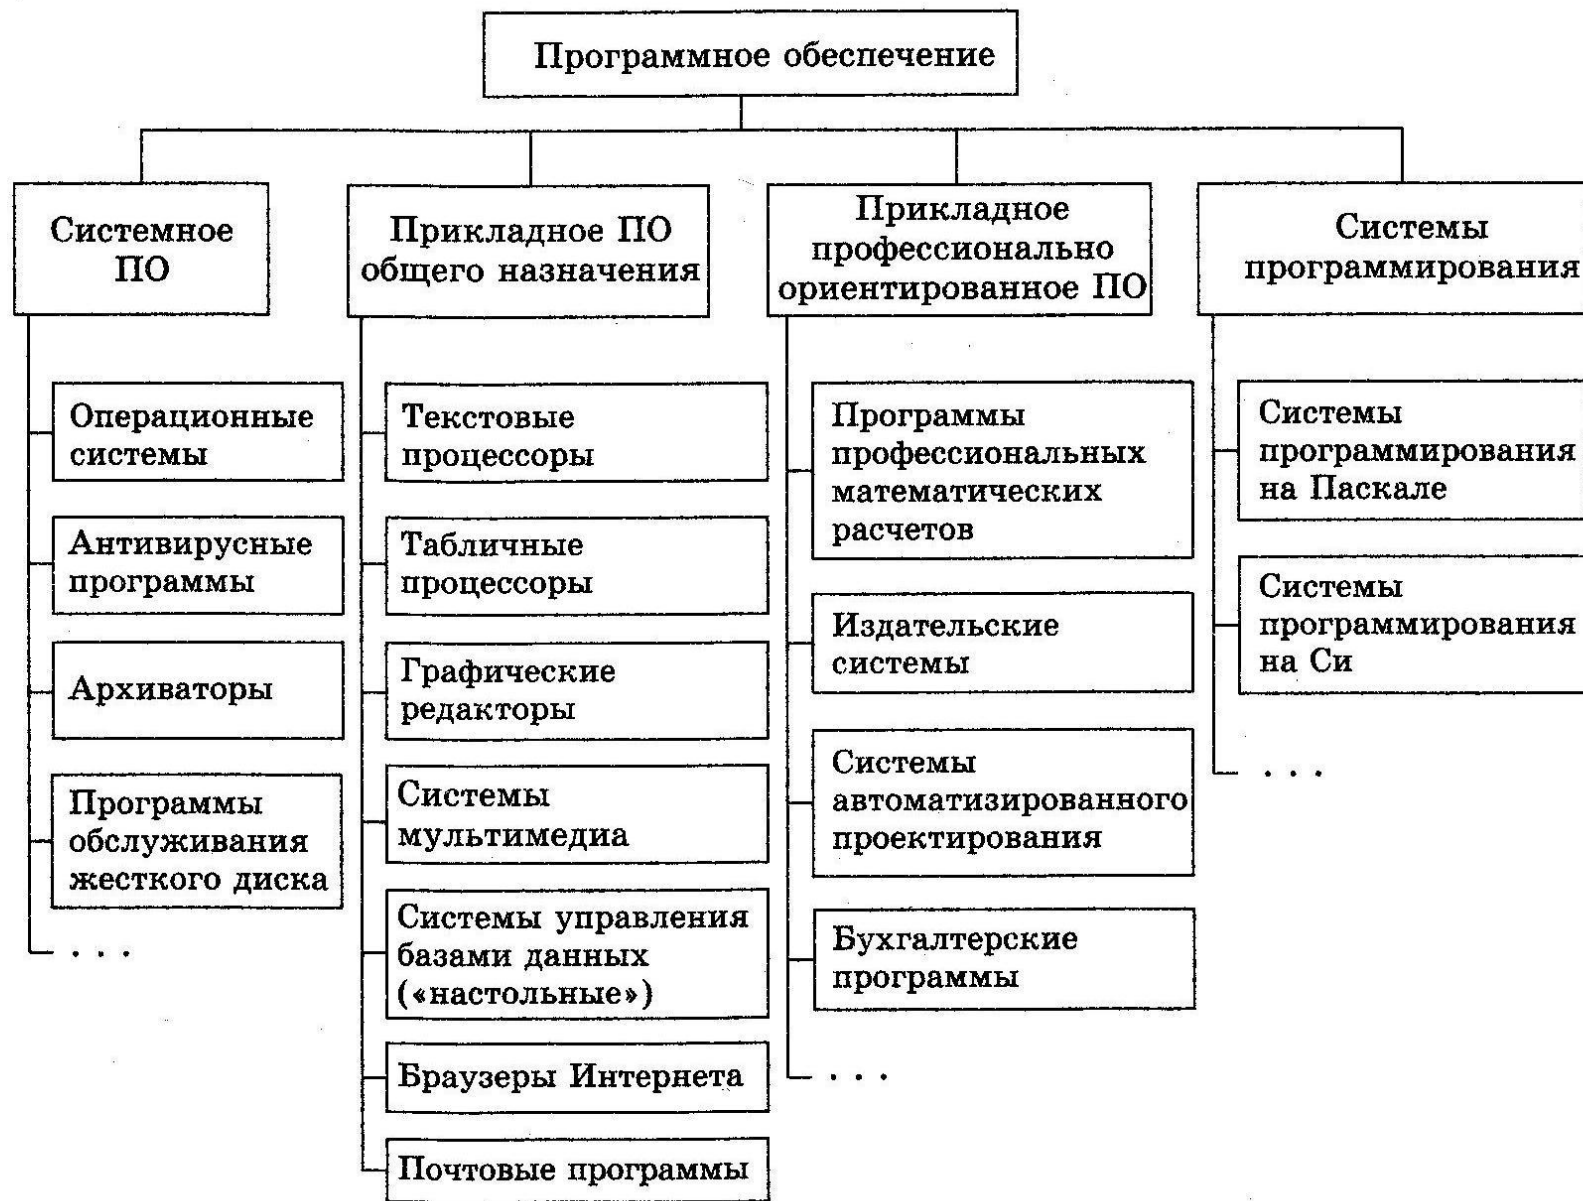 Программное обеспечение
Системное
ПО
Прикладное ПО
общего назначения
Прикладное
профессионально
ориентированное ПО
Системы
программирования
Операционные
системы
Антивирусные
программы
Архиваторы
Программы
обслуживания
жесткого диска
. . .
Текстовые
процессоры
Табличные
процессоры
Графические
редакторы
Системы
мультимедиа
Системы управления
базами данных
(«настольные»)
Браузеры Интернета
Почтовые программы
Программы
профессиональных
математических
расчетов
Издательские
системы
Системы
автоматизированного
проектирования
Бухгалтерские
программы
. . .
Системы
программирования
на Паскале
Системы
программирования
на Си
. . .